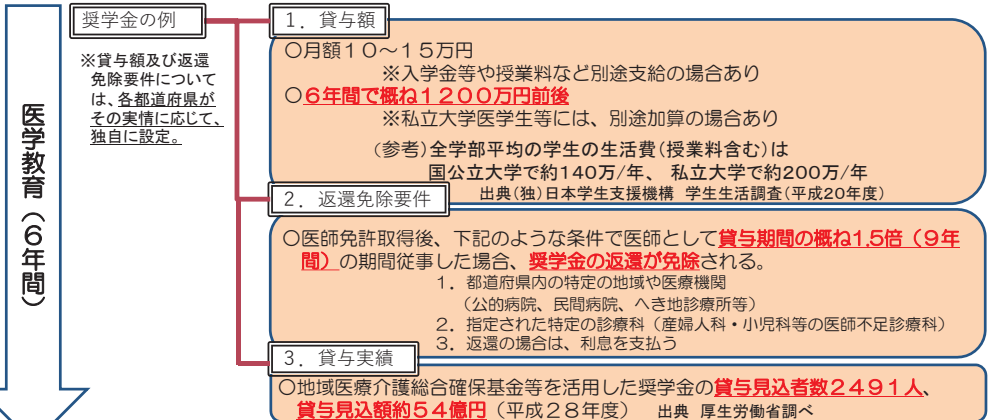 医学教育（６年間）
奨学金の例
※貸与額及び返還
免除要件について
は、各都道府県が
その実情に応じて、
独自に設定。
１．貸与額
○月額１０～１５万円
※入学金等や授業料など別途支給の場合あり
○６年間で概ね１２００万円前後
※私立大学医学生等には、別途加算の場合あり
（参考）全学部平均の学生の生活費（授業料含む）は
国公立大学で約140万/年、 私立大学で約200万/年
出典（独）日本学生支援機構 学生生活調査（平成20年度）
２．返還免除要件
○医師免許取得後、下記のような条件で医師として貸与期間の概ね1.5倍（９年
間）の期間従事した場合、奨学金の返還が免除される。
１．都道府県内の特定の地域や医療機関
（公的病院、民間病院、へき地診療所等）
２．指定された特定の診療科（産婦人科・小児科等の医師不足診療科）
３．返還の場合は、利息を支払う
３．貸与実績
○地域医療介護総合確保基金等を活用した奨学金の貸与見込者数２４９１人、
貸与見込額約５４億円（平成２８年度） 出典 厚生労働省調べ